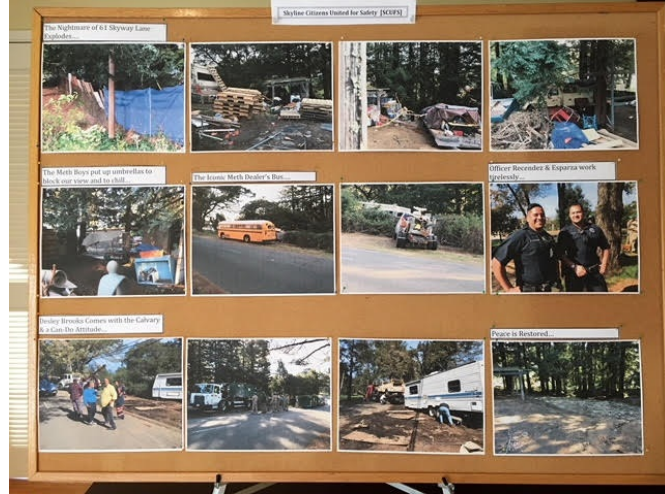 Skyline Citizens United for Safety [SCUFS]
The Nightmare of 61 Skyway Lane
Explodes....
The Meth Boys put up umbrellas to
block our view and to chill....
The Iconic Meth Dealer's Bus....
Officer Recendez & Esparza work
tirelessly...
Desley Brooks Comes with the Calvary
& a Can-Do Attitude...
Peace is Restored...